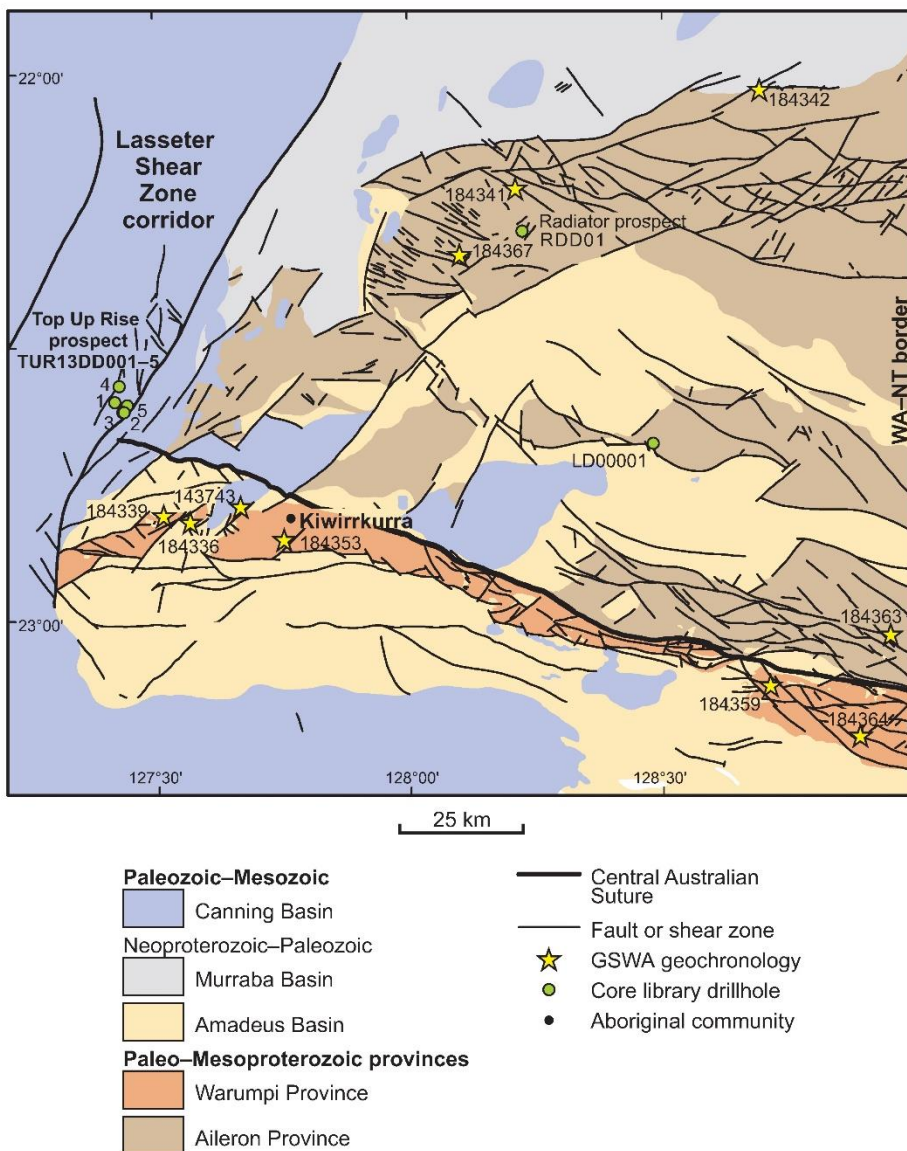 22°00'
184342
Lasseter
Shear
Zone
corridor
184341
Radiator prospect
RDD01
184367
Top Up Rise
prospect
TUR13DD001–5
4
1
5
3
2
WA–NT border
LD00001
143743
184339
Kiwirrkurra
184336
184353
23°00'
184363
184359
184364
127°30'
128°00'
128°30'
25 km
Paleozoic–Mesozoic
Canning Basin
Neoproterozoic–Paleozoic
Murraba Basin
Amadeus Basin
Paleo–Mesoproterozoic provinces
Warumpi Province
Aileron Province
Central Australian
Suture
Fault or shear zone
GSWA geochronology
Core library drillhole
Aboriginal community